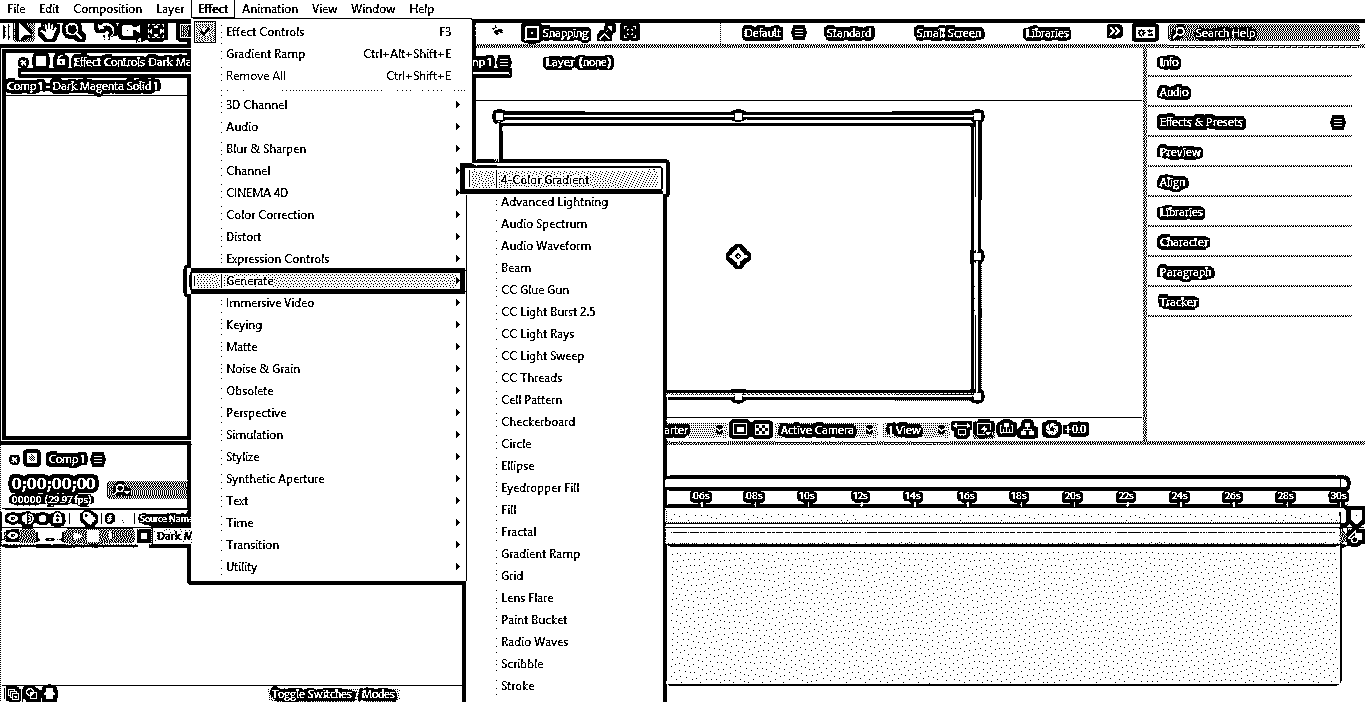 File Edit Composition Layer Effect Animation View Window Help
Snapping Default Standard Small Screen Libraries Search Help
Effect Controls Dark Ma
Comp 1 - Dark Magenta Solid 1
Effect Controls F3
Gradient Ramp Ctrl+Alt+Shift+E
Remove All Ctrl+Shift+E
3D Channel
Audio
Blur & Sharpen
Channel
CINEMA 4D
Color Correction
Distort
Expression Controls
Generate
Immersive Video
Keying
Matte
Noise & Grain
Obsolete
Perspective
Simulation
Stylize
Synthetic Aperture
Text
Time
Transition
Utility
mp 1 Layer (none)
4-Color Gradient
Advanced Lightning
Audio Spectrum
Audio Waveform
Beam
CC Glue Gun
CC Light Burst 2.5
CC Light Rays
CC Light Sweep
CC Threads
Cell Pattern
Checkerboard
Circle
Ellipse
Eyedropper Fill
Fill
Fractal
Gradient Ramp
Grid
Lens Flare
Paint Bucket
Radio Waves
Scribble
Stroke
Info
Audio
Effects & Presets
Preview
Align
Libraries
Character
Paragraph
Tracker
arter Active Camera 1 View +0.0
Comp 1
0;00;00;00
00000 (29.97 fps)
06s 08s 10s 12s 14s 16s 18s 20s 22s 24s 26s 28s 30s
# Source Nam
Dark M
Toggle Switches / Modes